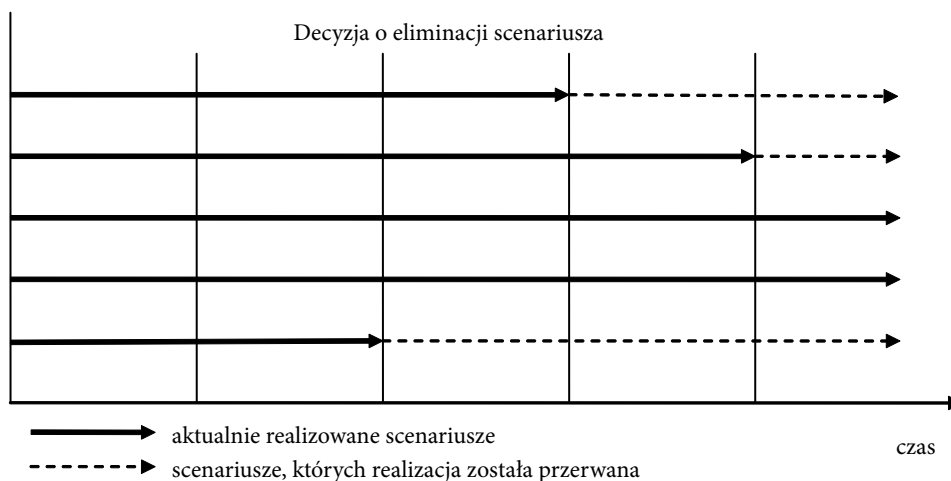 Decyzja o eliminacji scenariusza
aktualnie realizowane scenariusze
czas
scenariusze, których realizacja została przerwana